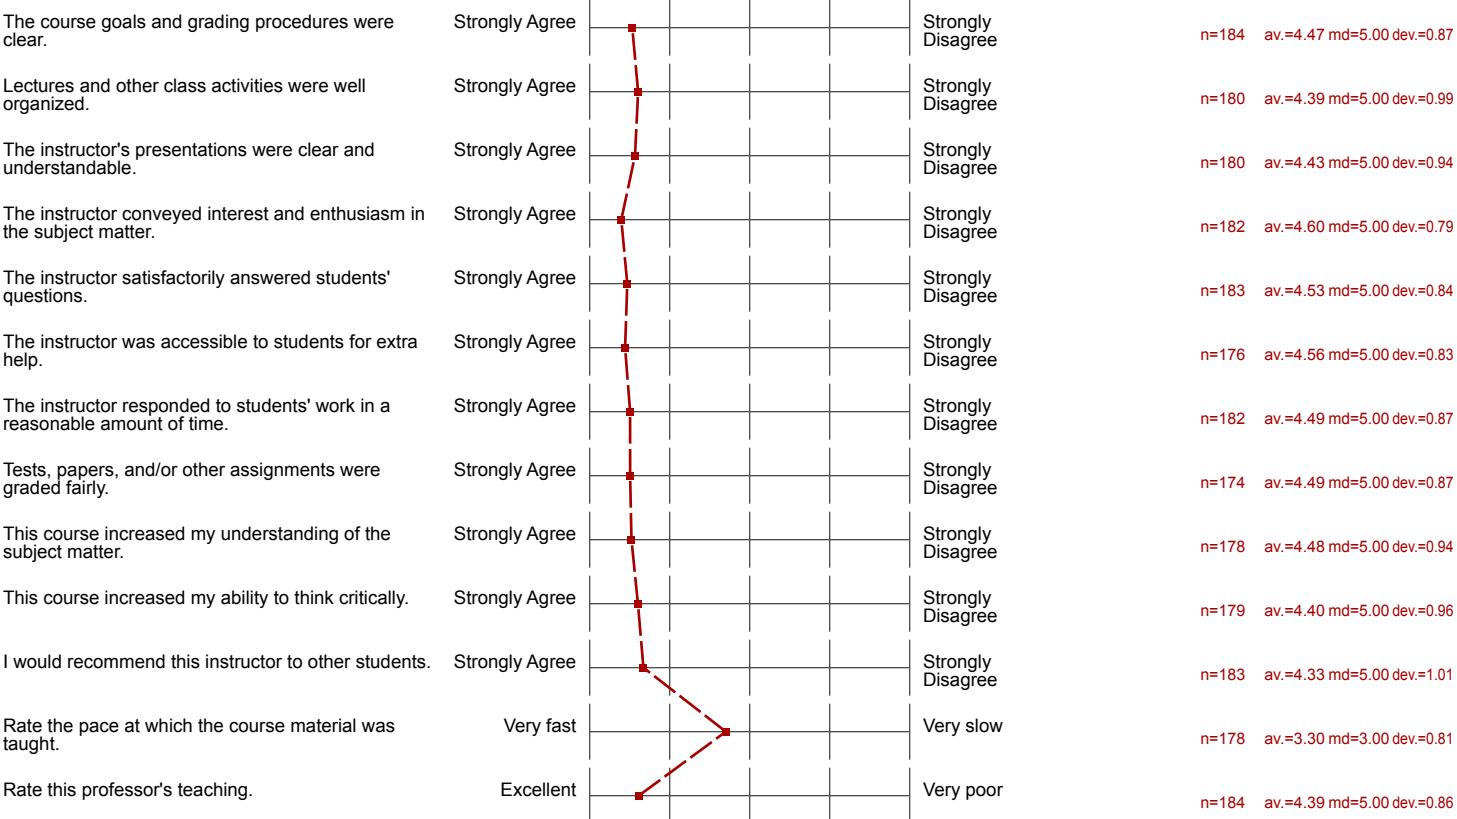 The course goals and grading procedures were
clear.
Strongly Agree
Strongly
Disagree
n=184 av.=4.47 md=5.00 dev.=0.87
Lectures and other class activities were well
organized.
Strongly Agree
Strongly
Disagree
n=180 av.=4.39 md=5.00 dev.=0.99
The instructor's presentations were clear and
understandable.
Strongly Agree
Strongly
Disagree
n=180 av.=4.43 md=5.00 dev.=0.94
The instructor conveyed interest and enthusiasm in
the subject matter.
Strongly Agree
Strongly
Disagree
n=182 av.=4.60 md=5.00 dev.=0.79
The instructor satisfactorily answered students'
questions.
Strongly Agree
Strongly
Disagree
n=183 av.=4.53 md=5.00 dev.=0.84
The instructor was accessible to students for extra
help.
Strongly Agree
Strongly
Disagree
n=176 av.=4.56 md=5.00 dev.=0.83
The instructor responded to students' work in a
reasonable amount of time.
Strongly Agree
Strongly
Disagree
n=182 av.=4.49 md=5.00 dev.=0.87
Tests, papers, and/or other assignments were
graded fairly.
Strongly Agree
Strongly
Disagree
n=174 av.=4.49 md=5.00 dev.=0.87
This course increased my understanding of the
subject matter.
Strongly Agree
Strongly
Disagree
n=178 av.=4.48 md=5.00 dev.=0.94
This course increased my ability to think critically.
Strongly Agree
Strongly
Disagree
n=179 av.=4.40 md=5.00 dev.=0.96
I would recommend this instructor to other students.
Strongly Agree
Strongly
Disagree
n=183 av.=4.33 md=5.00 dev.=1.01
Rate the pace at which the course material was
taught.
Very fast
Very slow
n=178 av.=3.30 md=3.00 dev.=0.81
Rate this professor's teaching.
Excellent
Very poor
n=184 av.=4.39 md=5.00 dev.=0.86